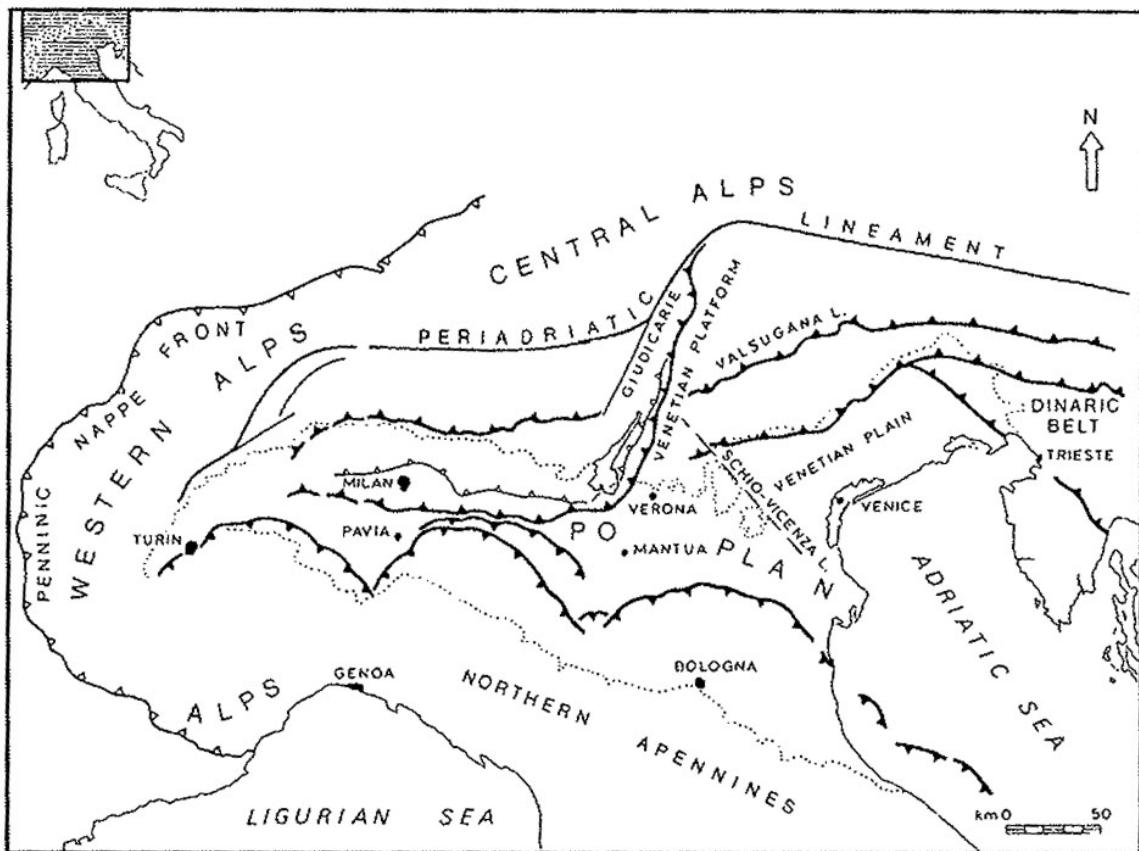 N
CENTRAL ALPS
LINEAMENT
PERIADRIATIC
GIUDICARIE
VENETIAN PLATFORM
VALSUGANA L.
PENNINIC NAPPE FRONT
WESTERN ALPS
DINARIC
BELT
TRIESTE
VENETIAN PLAIN
SCHIO-VICENZA L.
MILAN
VERONA
VENICE
TURIN
PAVIA
PO PLAN
MANTUA
ADRIATIC SEA
GENOA
BOLOGNA
ALPS
NORTHERN
APENNINES
LIGURIAN SEA
km 0 50